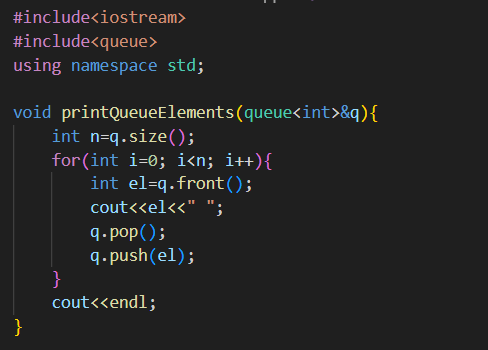 #include<iostream>
#include<queue>
using namespace std;
void printQueueElements(queue<int>&q){
    int n=q.size();
    for(int i=0; i<n; i++){
        int el=q.front();
        cout<<el<<" ";
        q.pop();
        q.push(el);
    }
    cout<<endl;
}